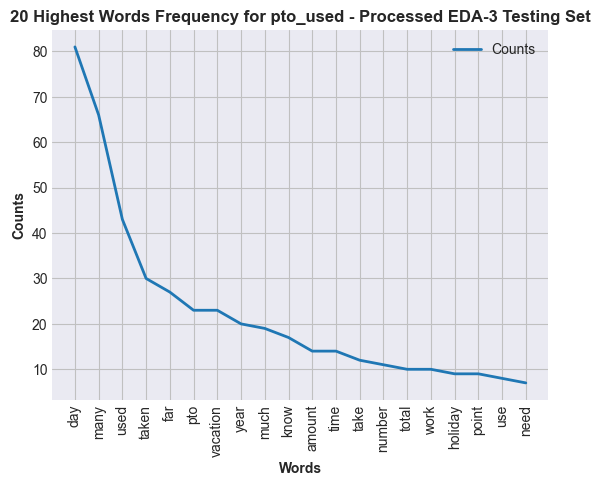 20 Highest Words Frequency for pto_used - Processed EDA-3 Testing Set
Counts
80
70
60
50
40
30
20
10
Counts
day
many
used
taken
far
pto
vacation
year
much
know
amount
time
take
number
total
work
holiday
point
use
need
Words